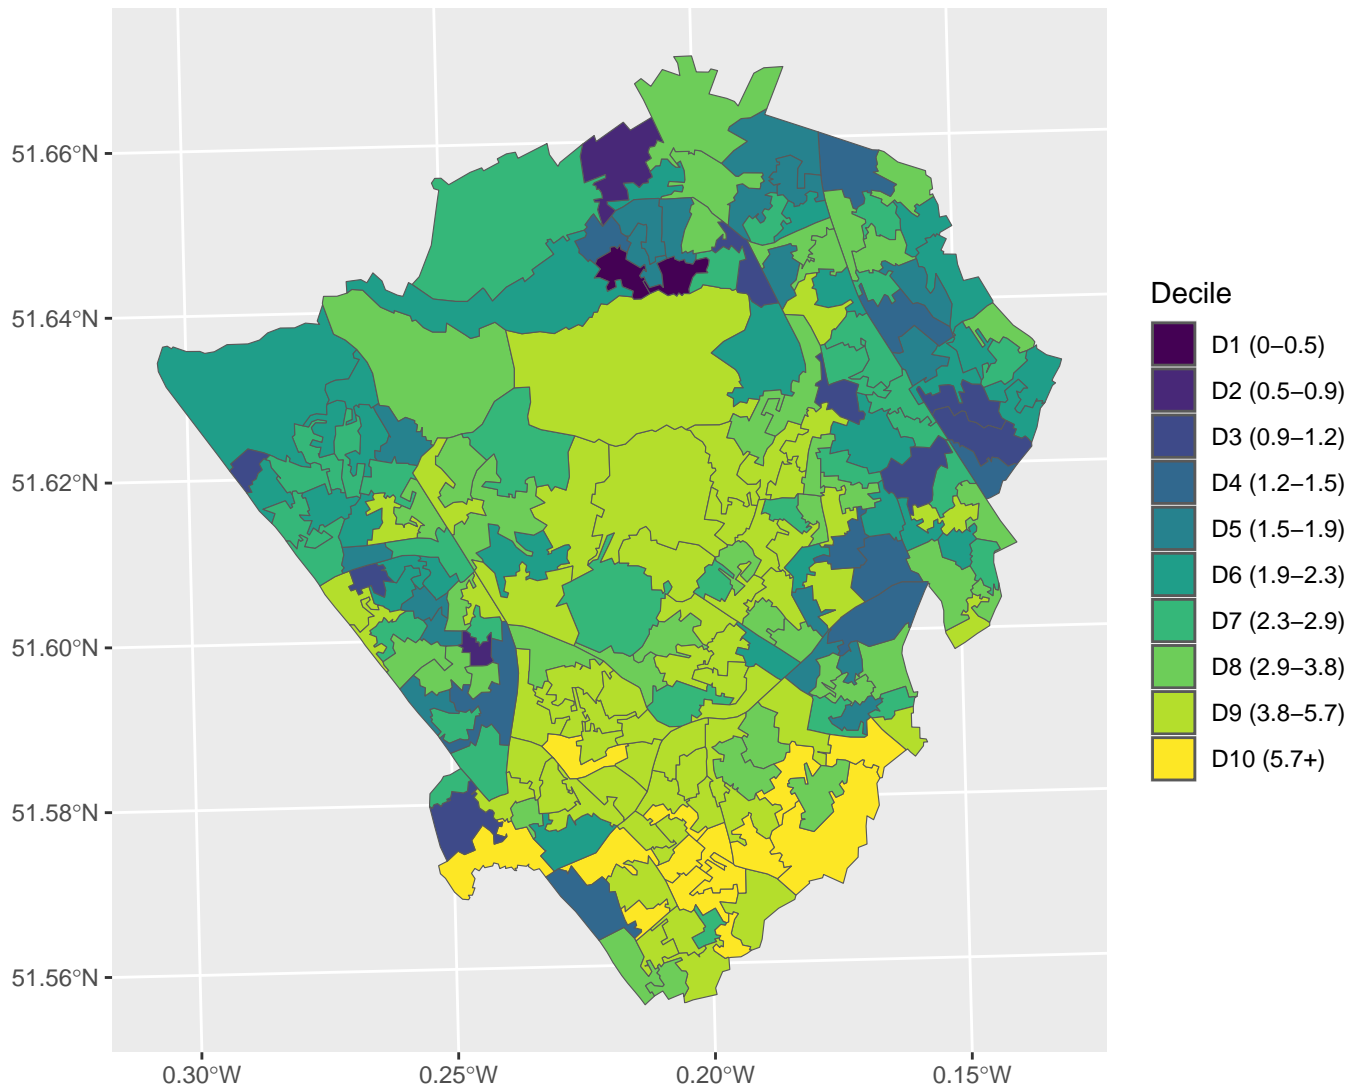 51.66°N
51.64°N
51.62°N
51.60°N
51.58°N
51.56°N
0.30°W
0.25°W
0.20°W
0.15°W
Decile
D1 (0–0.5)
D2 (0.5–0.9)
D3 (0.9–1.2)
D4 (1.2–1.5)
D5 (1.5–1.9)
D6 (1.9–2.3)
D7 (2.3–2.9)
D8 (2.9–3.8)
D9 (3.8–5.7)
D10 (5.7+)